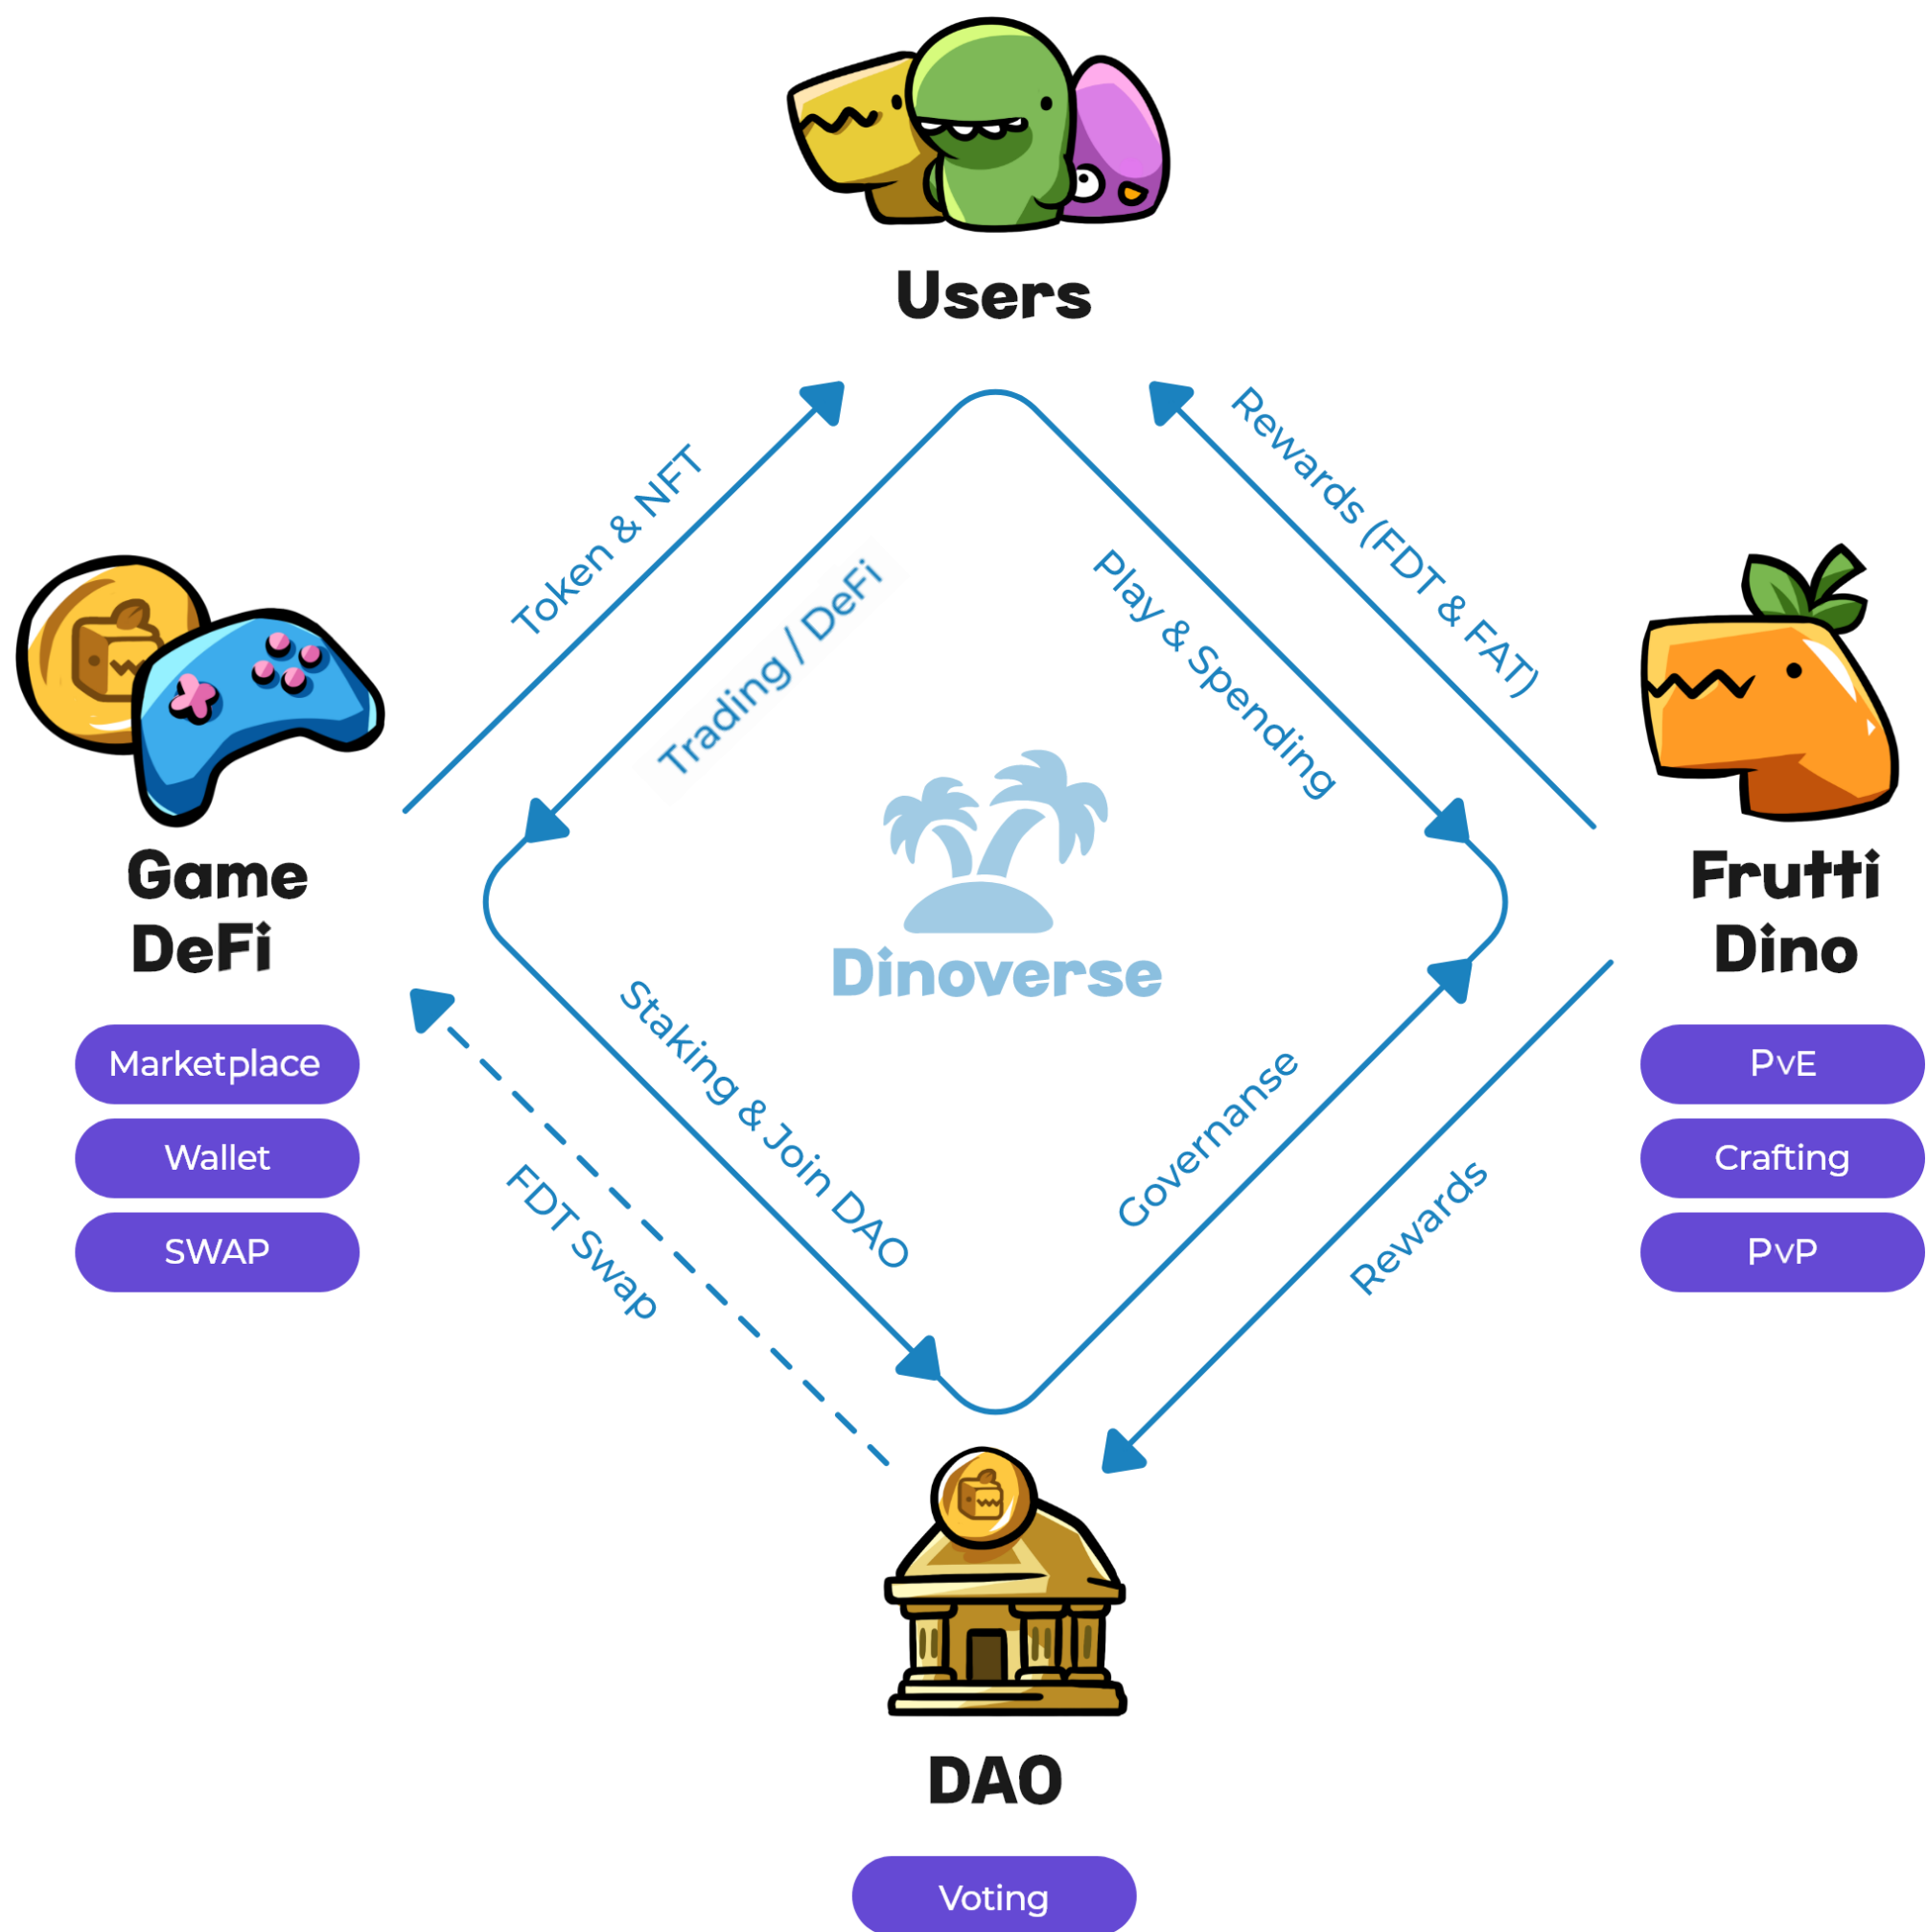 Users
Token & NFT
Trading / DeFi
Play & Spending
Rewards (FDT & FAT)
Game
DeFi
Marketplace
Wallet
SWAP
Dinoverse
Frutti
Dino
PvE
Crafting
PvP
Staking & Join DAO
FDT Swap
Governanse
Rewards
DAO
Voting